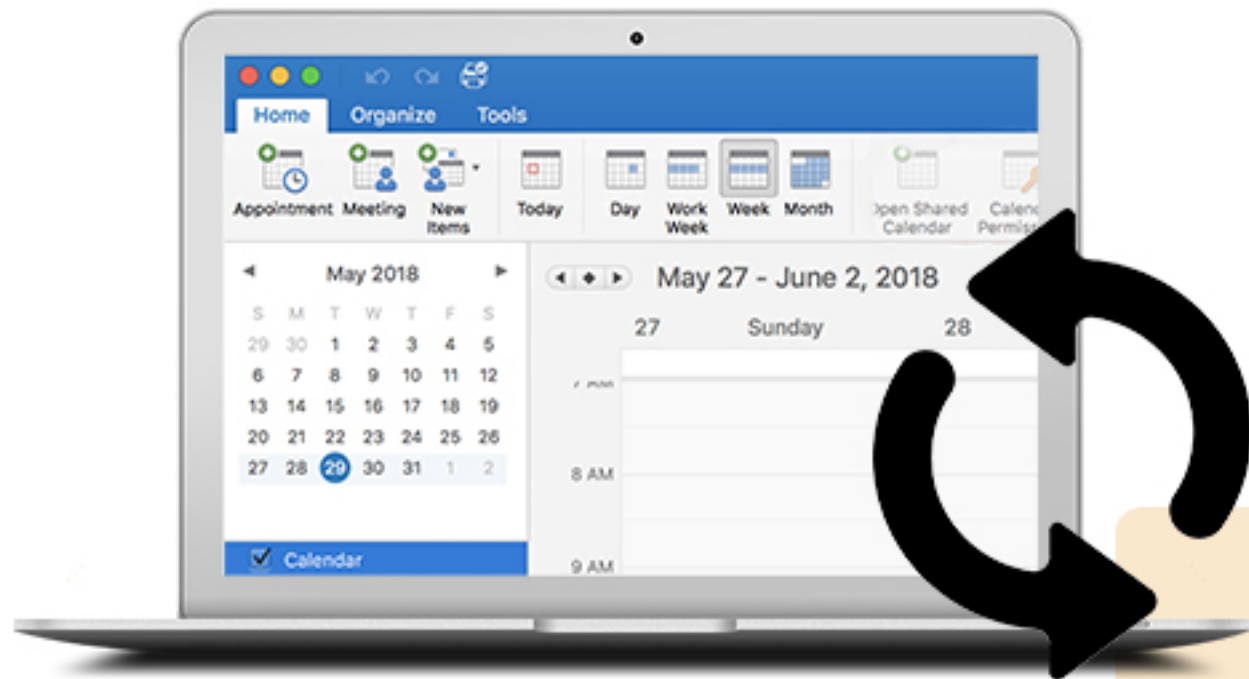 Home Organize Tools
Appointment Meeting New Items Today Day Work Week Week Month Open Shared Calendar
May 2018
May 27 - June 2, 2018
S M T W T F S
27 Sunday 28
29 30 1 2 3 4 5
6 7 8 9 10 11 12
13 14 15 16 17 18 19
20 21 22 23 24 25 26
27 28 29 30 31 1 2
8 AM
Calendar
9 AM